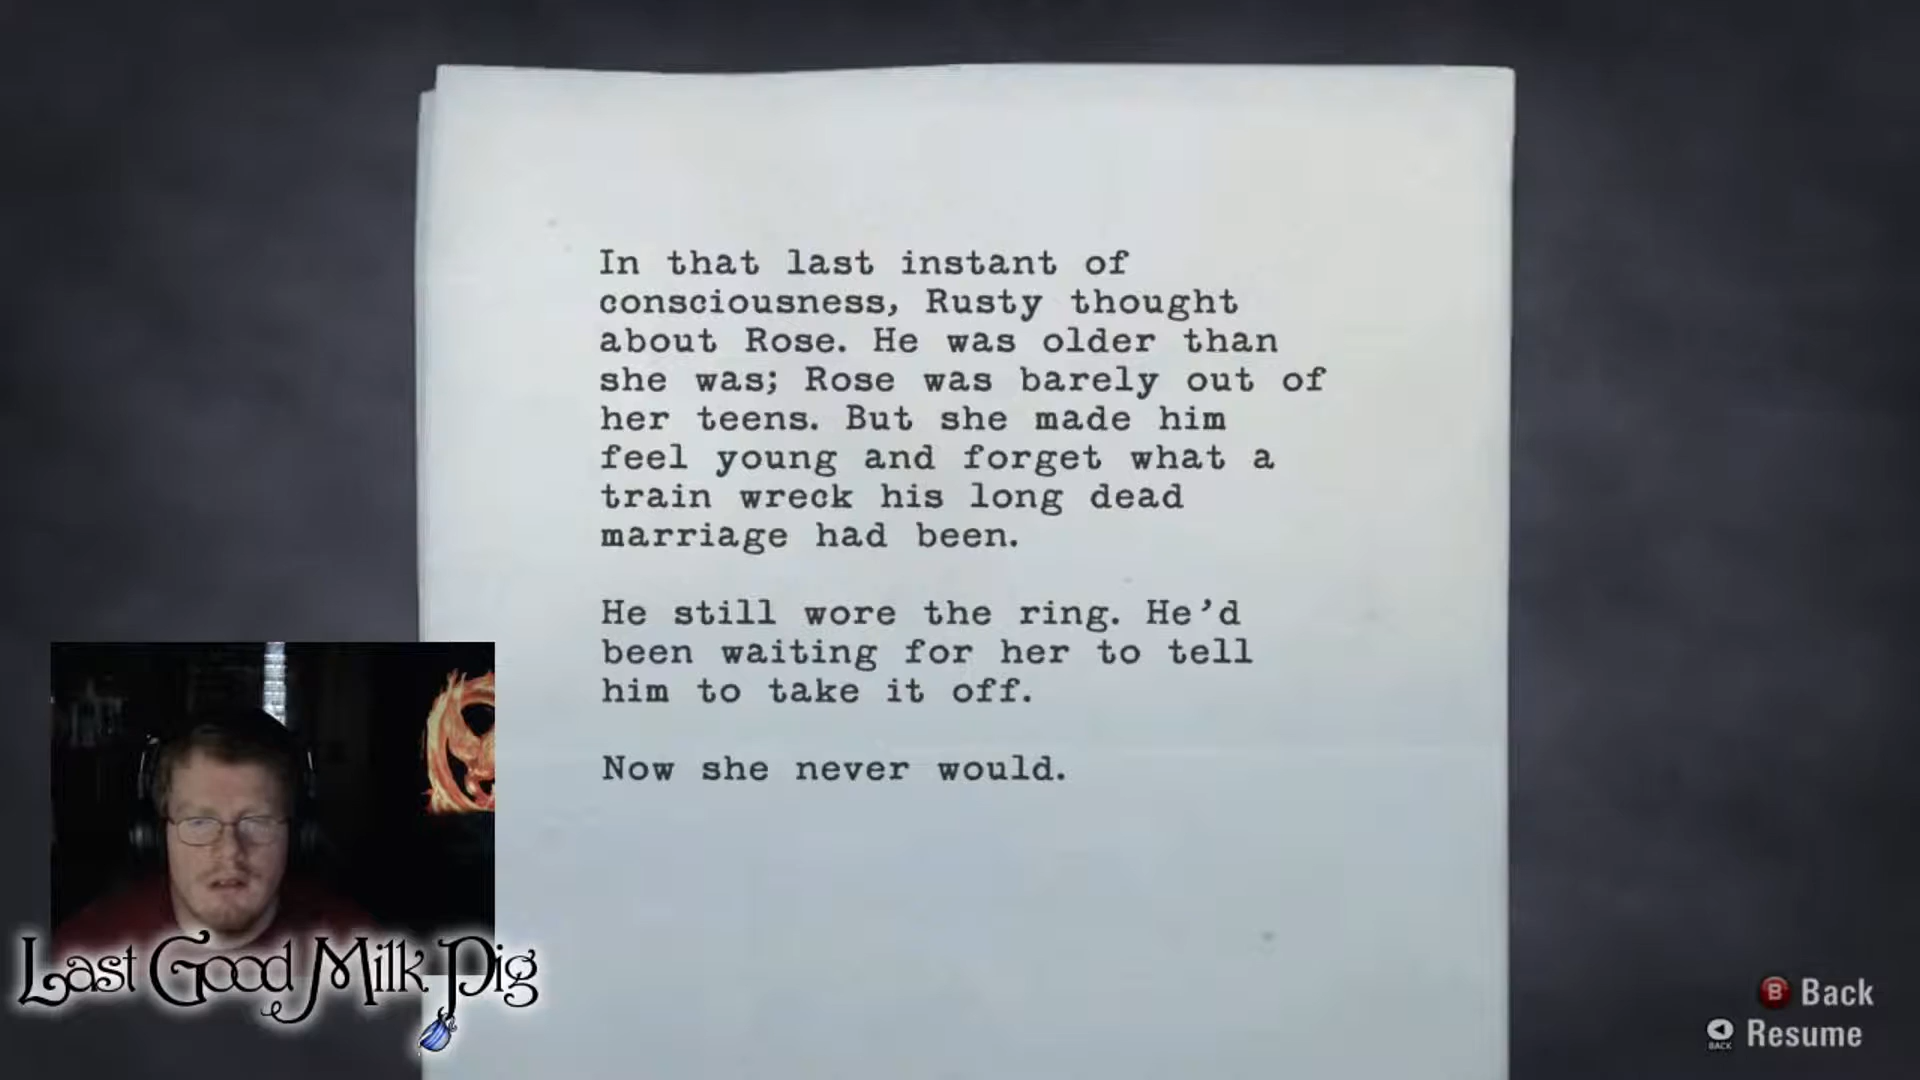 In that last instant of
consciousness, Rusty thought
about Rose. He was older than
she was; Rose was barely out of
her teens. But she made him
feel young and forget what a
train wreck his long dead
marriage had been.
He still wore the ring. He’d
been waiting for her to tell
him to take it off.
Now she never would.
Last Good Milk Pig
B Back
BACK Resume